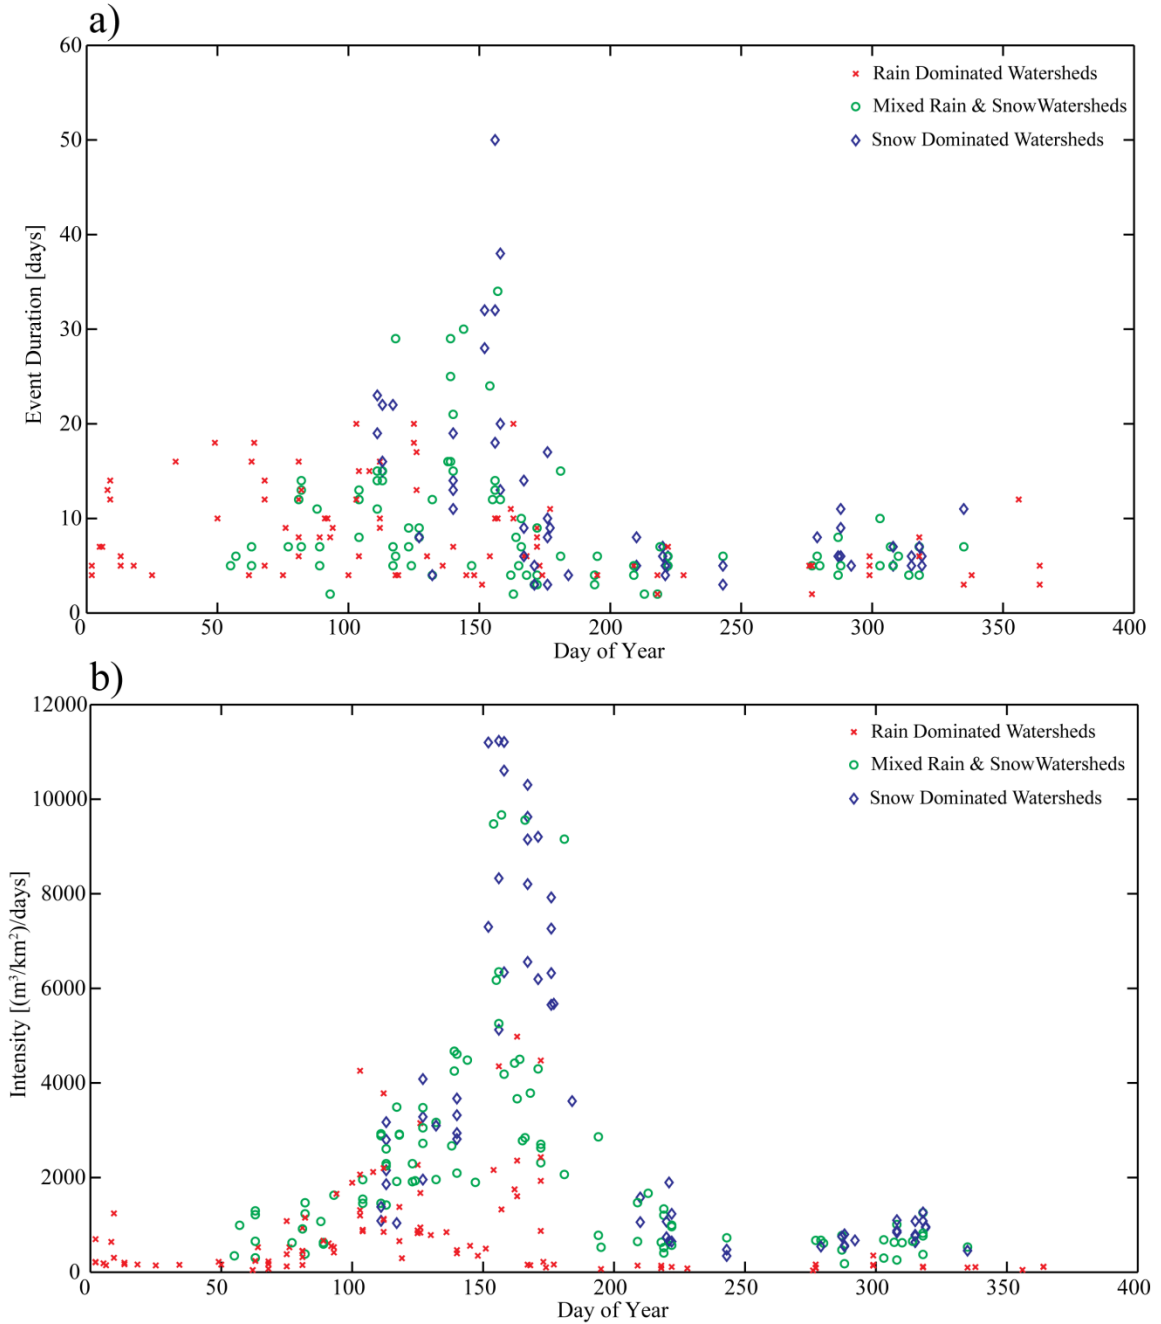 a)
60
50
40
30
20
10
0
Event Duration [days]
Rain Dominated Watersheds
Mixed Rain & SnowWatersheds
Snow Dominated Watersheds
0 50 100 150 200 250 300 350 400
Day of Year
b)
12000
10000
8000
6000
4000
2000
0
Intensity [(m³/km²)/days]
Rain Dominated Watersheds
Mixed Rain & SnowWatersheds
Snow Dominated Watersheds
0 50 100 150 200 250 300 350 400
Day of Year